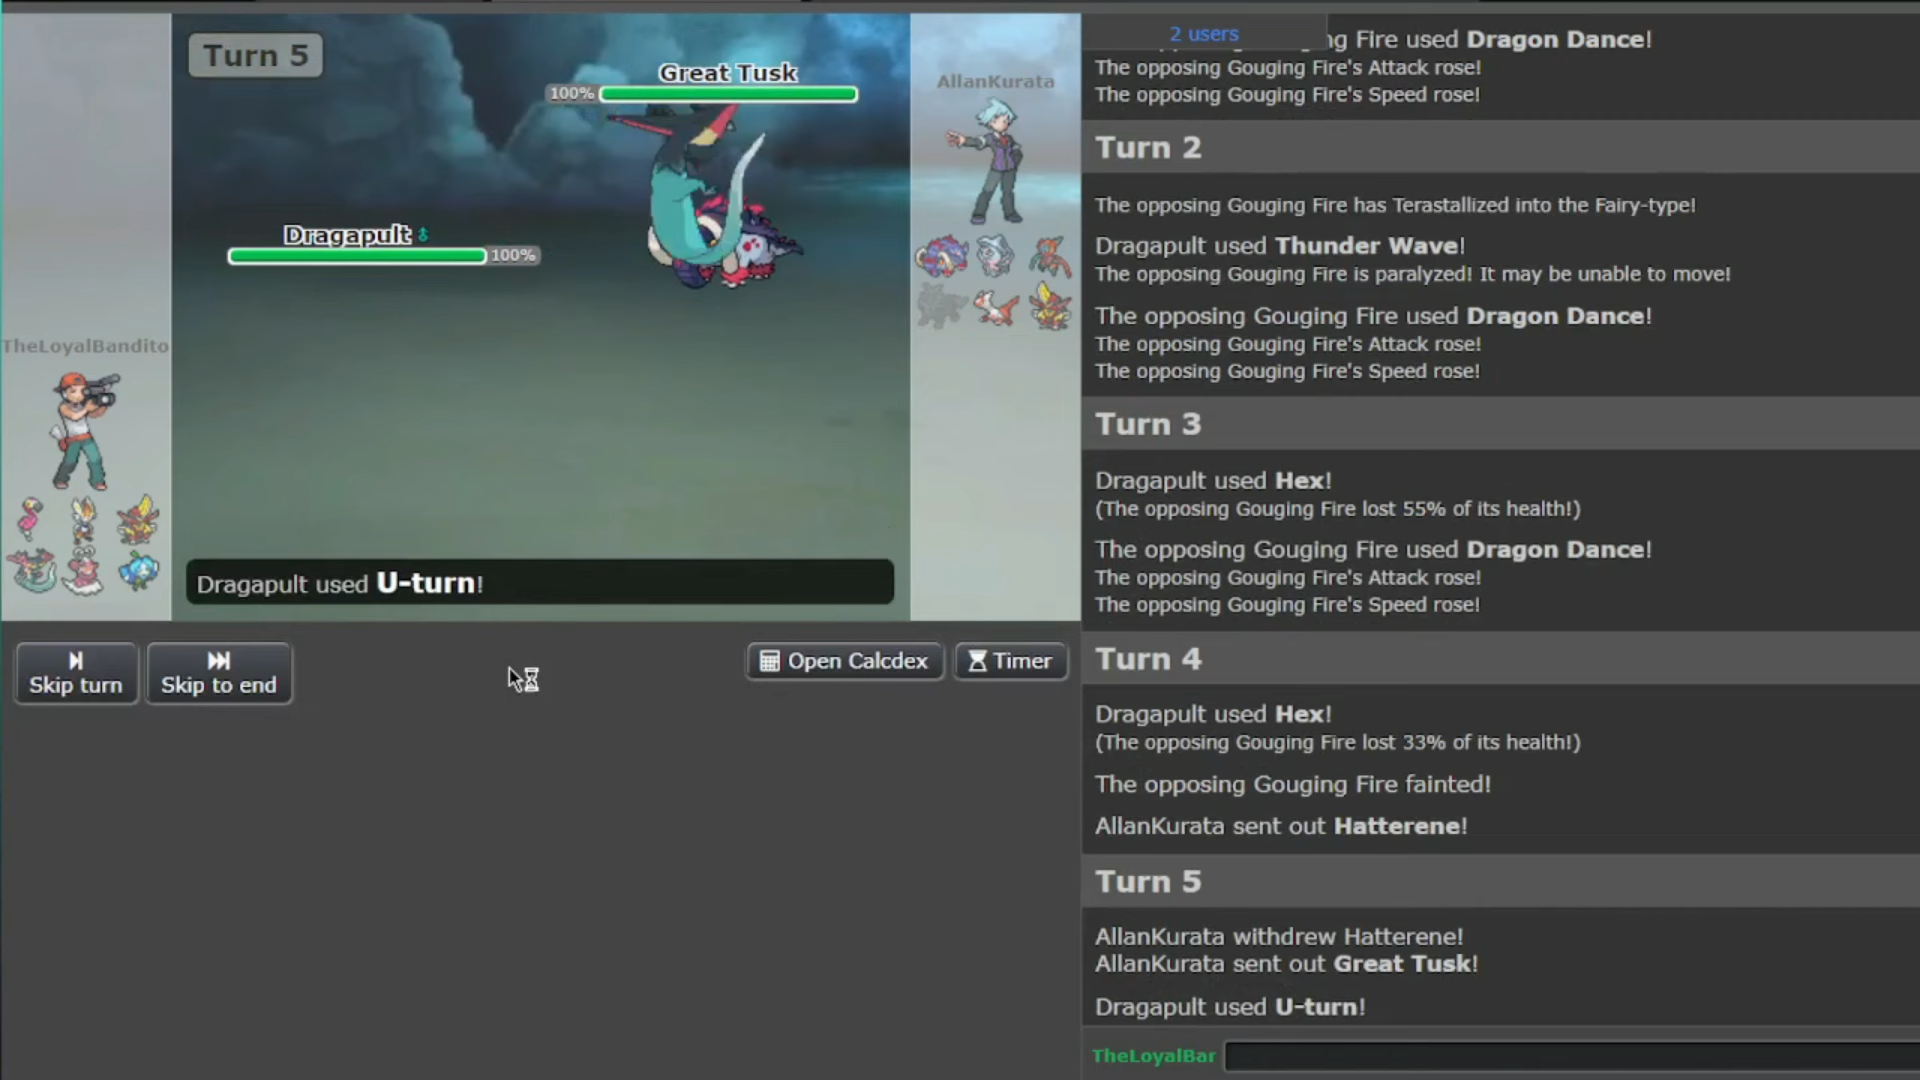 Turn 5
Great Tusk
100%
Dragapult
100%
AllanKurata
TheLoyalBandito
Dragapult used U-turn!
Skip turn
Skip to end
Open Calcdex
Timer
2 users
ng Fire used Dragon Dance!
The opposing Gouging Fire's Attack rose!
The opposing Gouging Fire's Speed rose!
Turn 2
The opposing Gouging Fire has Terastallized into the Fairy-type!
Dragapult used Thunder Wave!
The opposing Gouging Fire is paralyzed! It may be unable to move!
The opposing Gouging Fire used Dragon Dance!
The opposing Gouging Fire's Attack rose!
The opposing Gouging Fire's Speed rose!
Turn 3
Dragapult used Hex!
(The opposing Gouging Fire lost 55% of its health!)
The opposing Gouging Fire used Dragon Dance!
The opposing Gouging Fire's Attack rose!
The opposing Gouging Fire's Speed rose!
Turn 4
Dragapult used Hex!
(The opposing Gouging Fire lost 33% of its health!)
The opposing Gouging Fire fainted!
AllanKurata sent out Hatterene!
Turn 5
AllanKurata withdrew Hatterene!
AllanKurata sent out Great Tusk!
Dragapult used U-turn!
TheLoyalBar